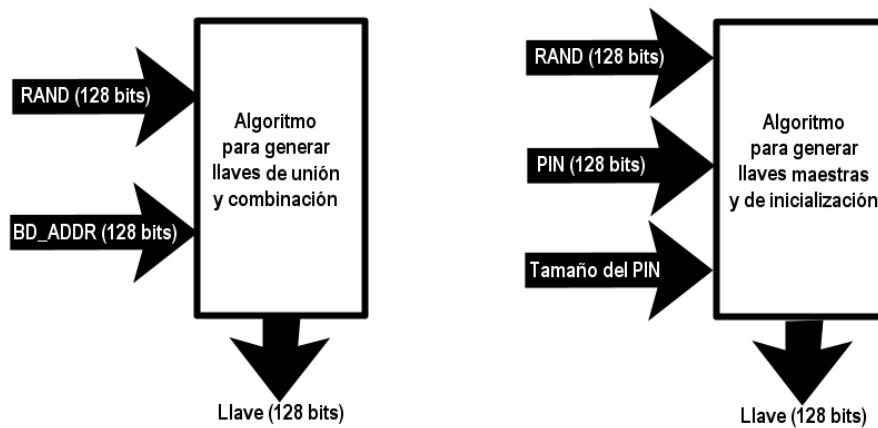 RAND (128 bits)
BD_ADDR (128 bits)
Algoritmo
para generar
llaves de unión
y combinación
Llave (128 bits)
RAND (128 bits)
PIN (128 bits)
Tamaño del PIN
Algoritmo
para generar
llaves maestras
y de inicialización
Llave (128 bits)